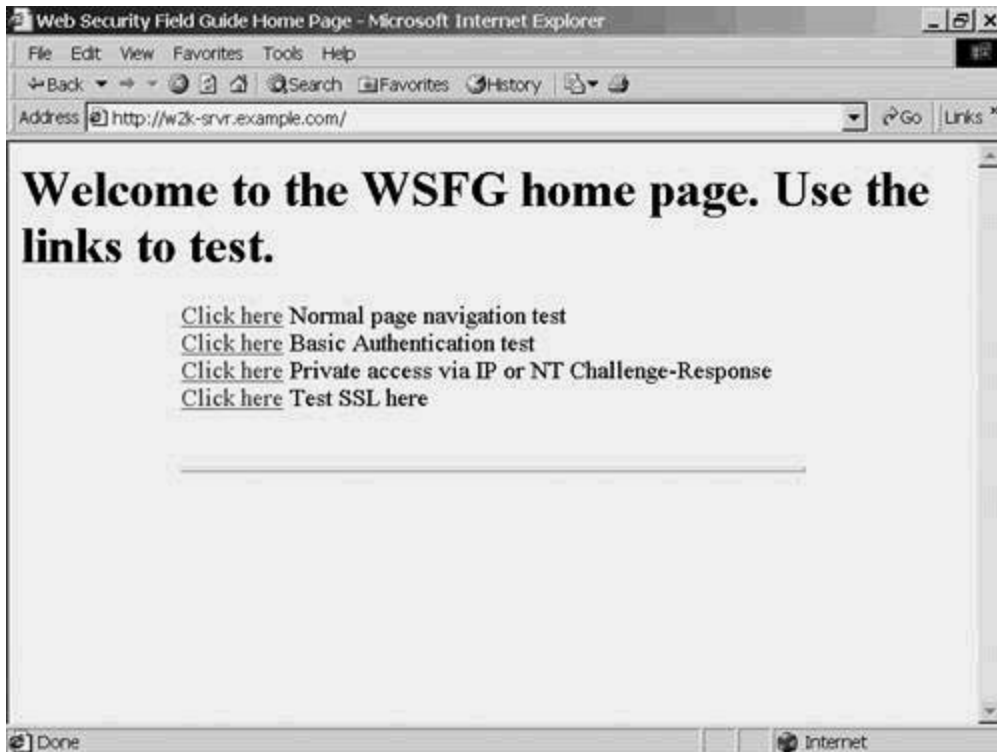 Web Security Field Guide Home Page - Microsoft Internet Explorer
File Edit View Favorites Tools Help
Back Search Favorites History
Address http://w2k-srvr.example.com/ Go Links
Welcome to the WSFG home page. Use the
links to test.
Click here Normal page navigation test
Click here Basic Authentication test
Click here Private access via IP or NT Challenge-Response
Click here Test SSL here
Done Internet